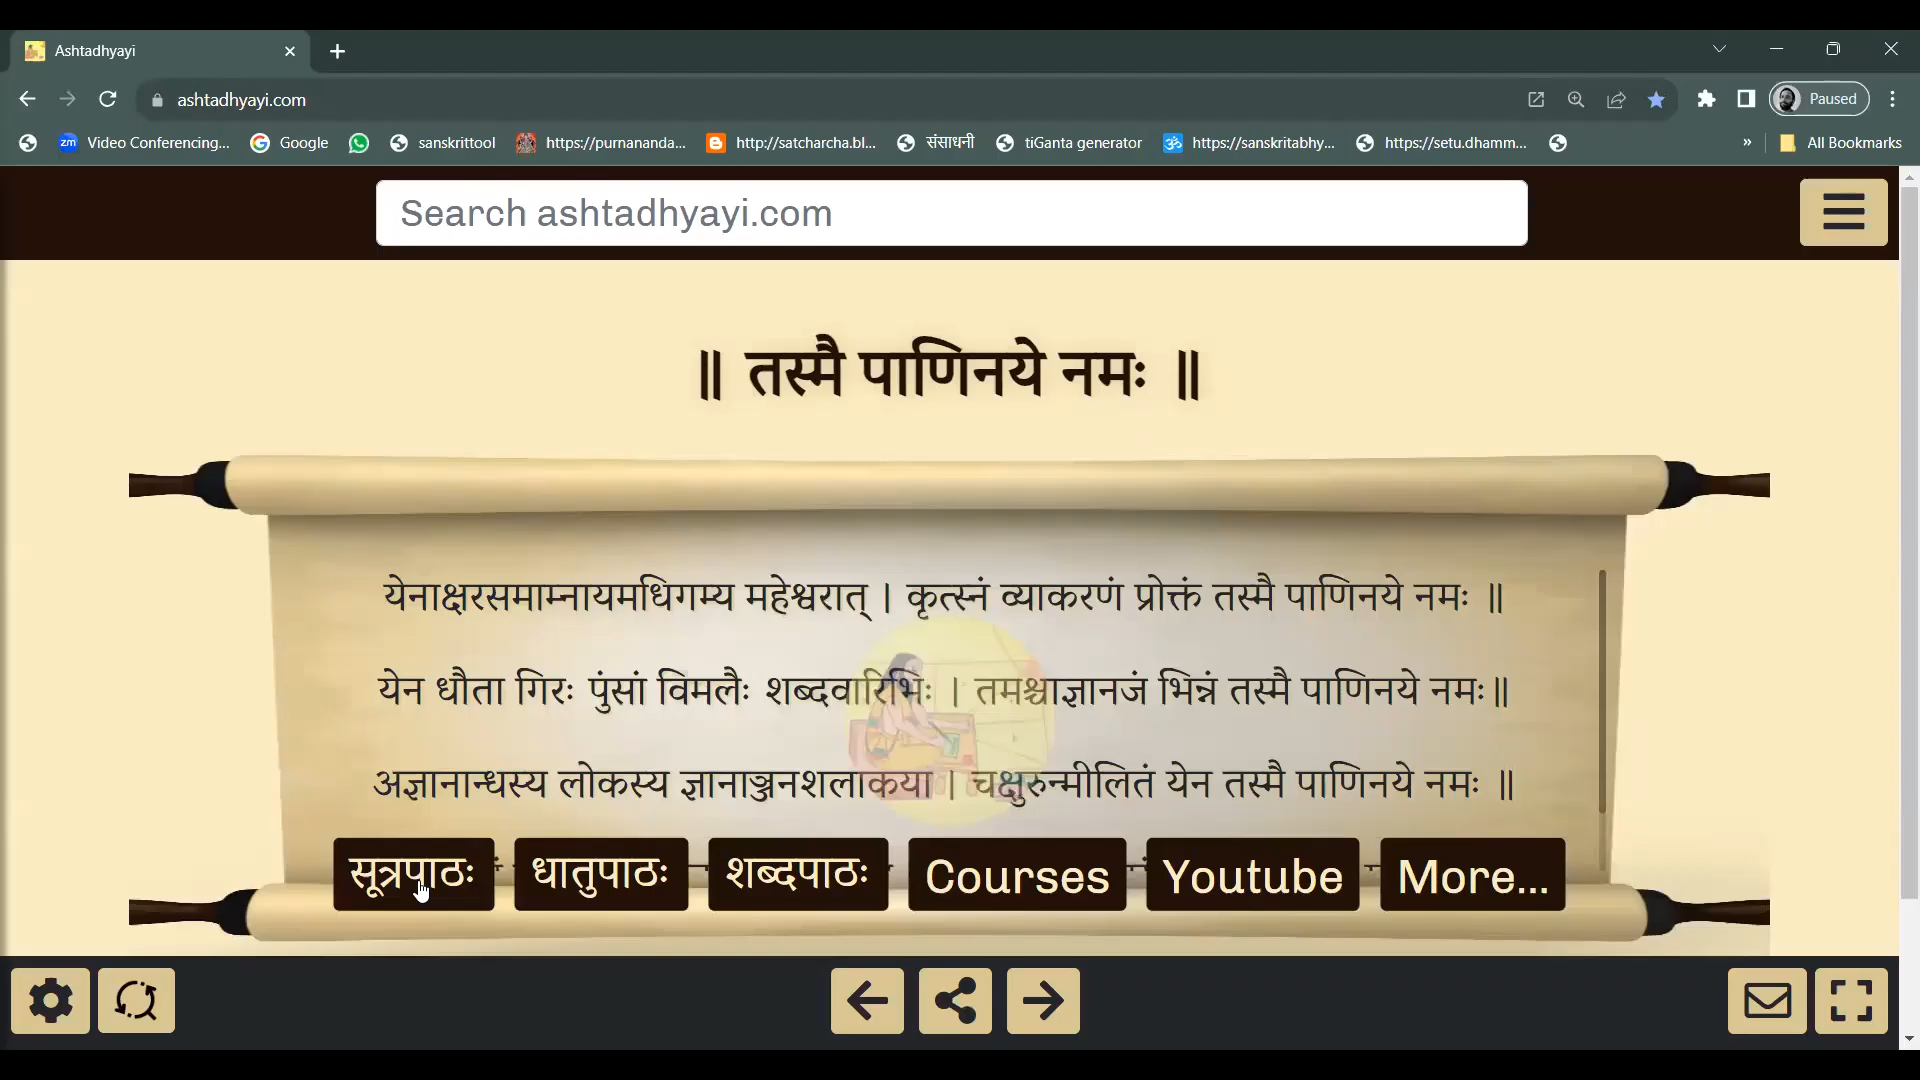 Ashtadhyayi
ashtadhyayi.com
Paused
Video Conferencing... Google sanskrittool https://purnananda... http://satcharcha.bl... संसाधनी tiGanta generator https://sanskritabhy... https://setu.dhamm... » All Bookmarks
Search ashtadhyayi.com
॥ तस्मै पाणिनये नमः ॥
येनाक्षरसमाम्नायमधिगम्य महेश्वरात् । कृत्स्नं व्याकरणं प्रोक्तं तस्मै पाणिनये नमः ॥
येन धौता गिरः पुंसां विमलैः शब्दवारिभिः । तमश्चाज्ञानजं भिन्नं तस्मै पाणिनये नमः॥
अज्ञानान्धस्य लोकस्य ज्ञानाञ्जनशलाकया । चक्षुरुन्मीलितं येन तस्मै पाणिनये नमः ॥
सूत्रपाठः धातुपाठः शब्दपाठः Courses Youtube More...